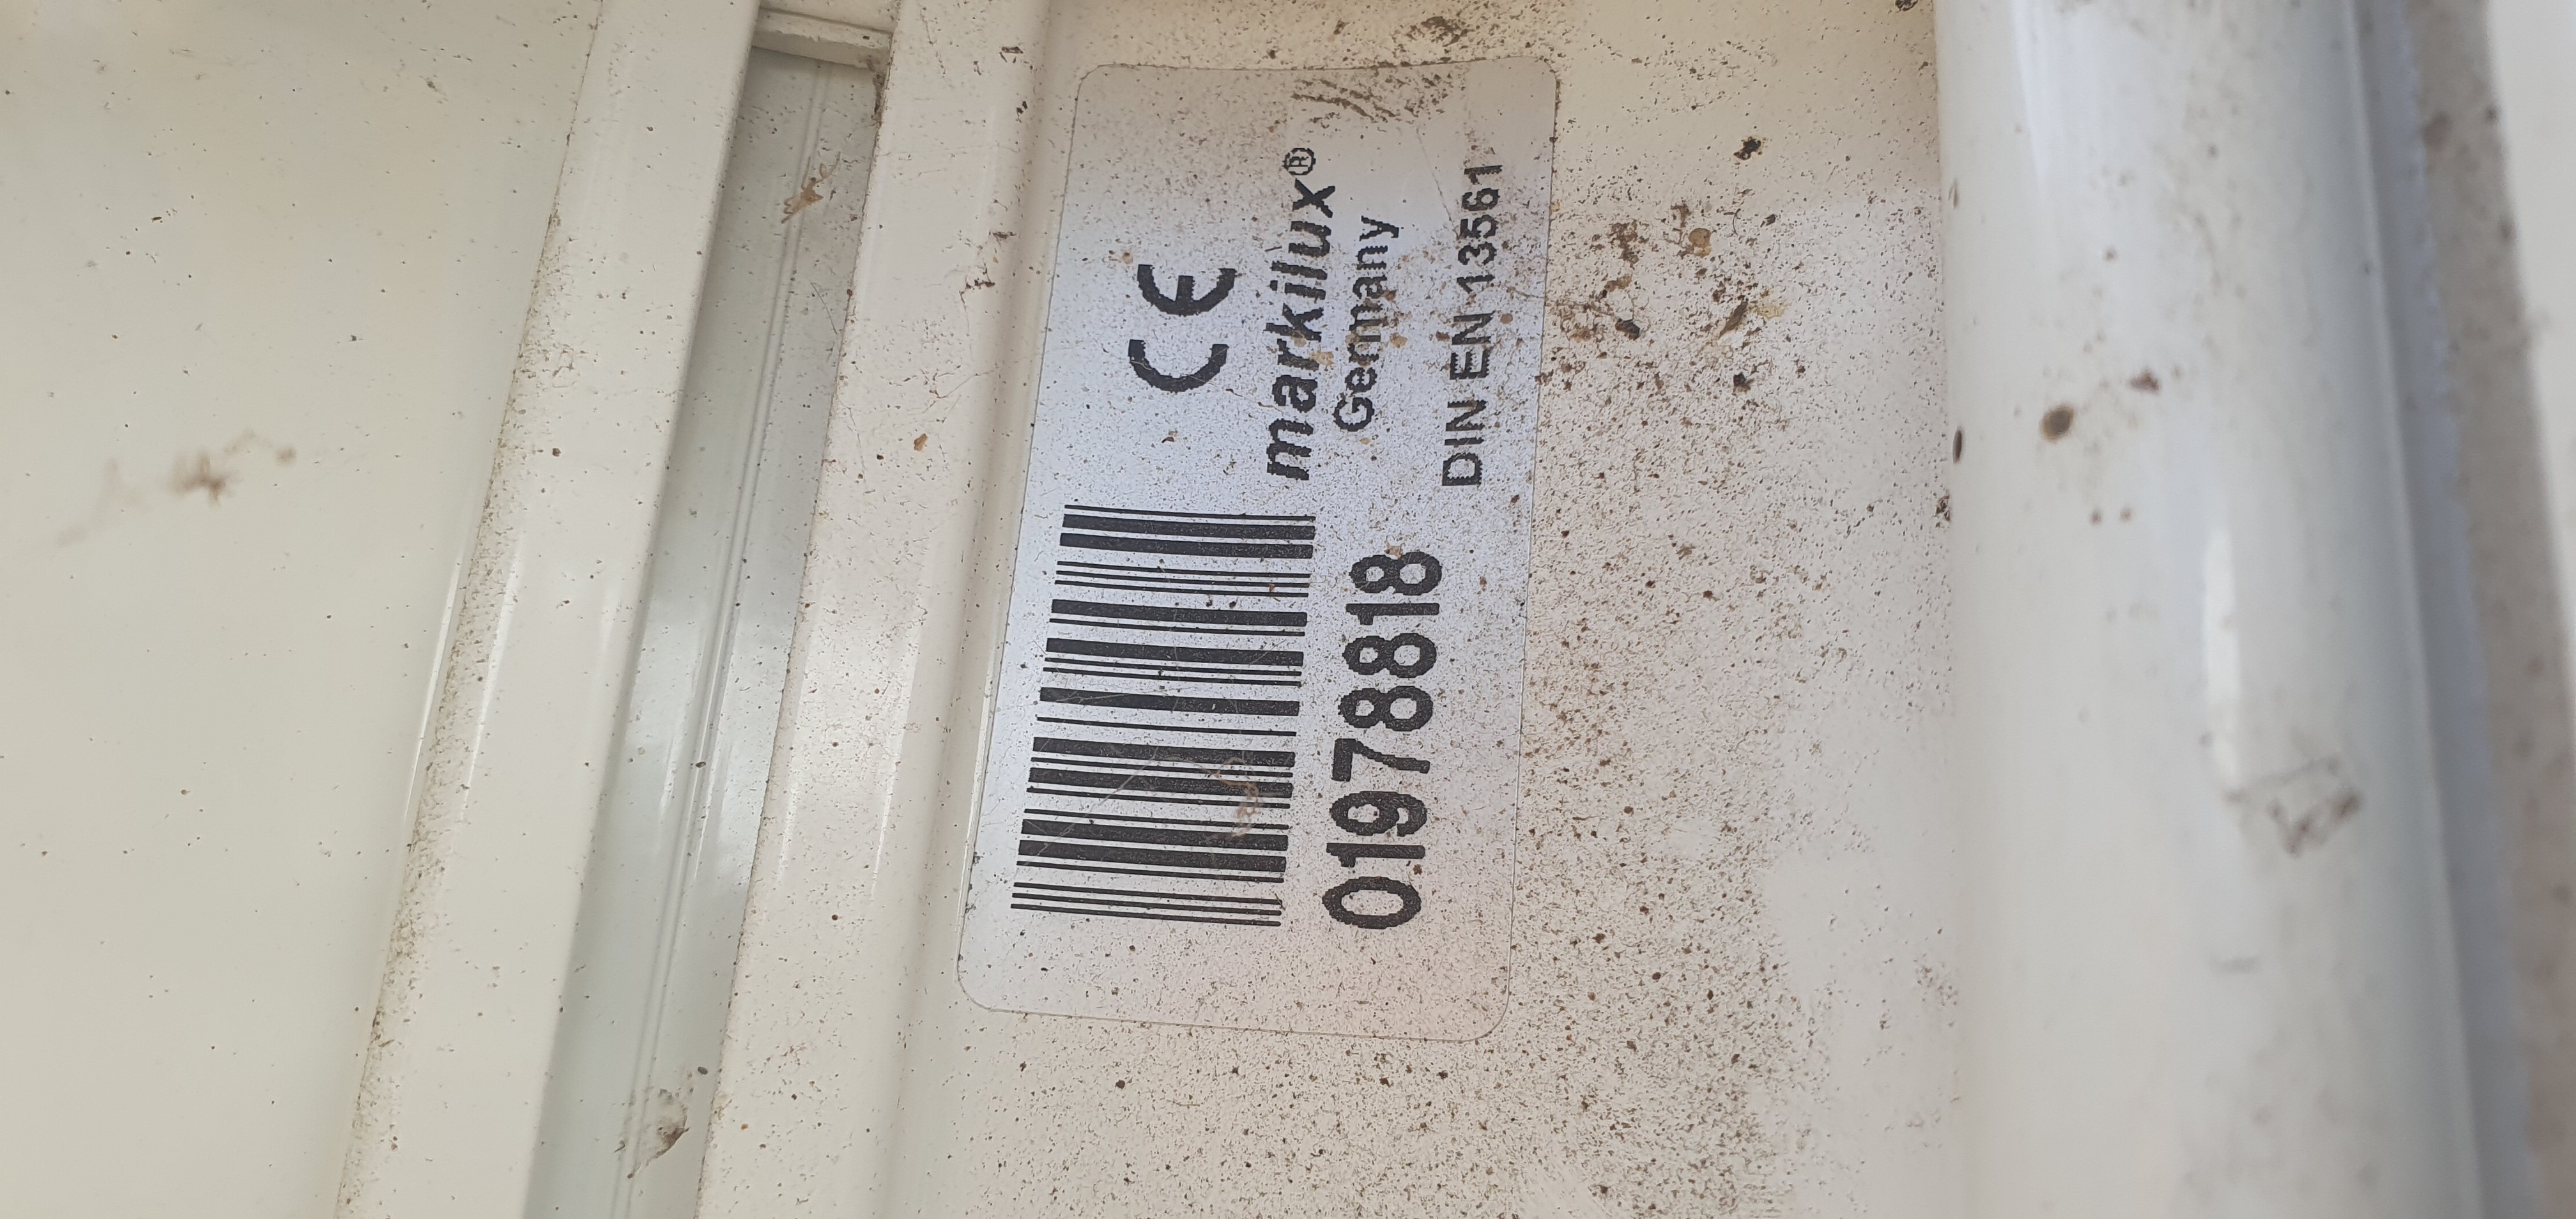 CE
markilux®
Germany
DIN EN 13561
01978818